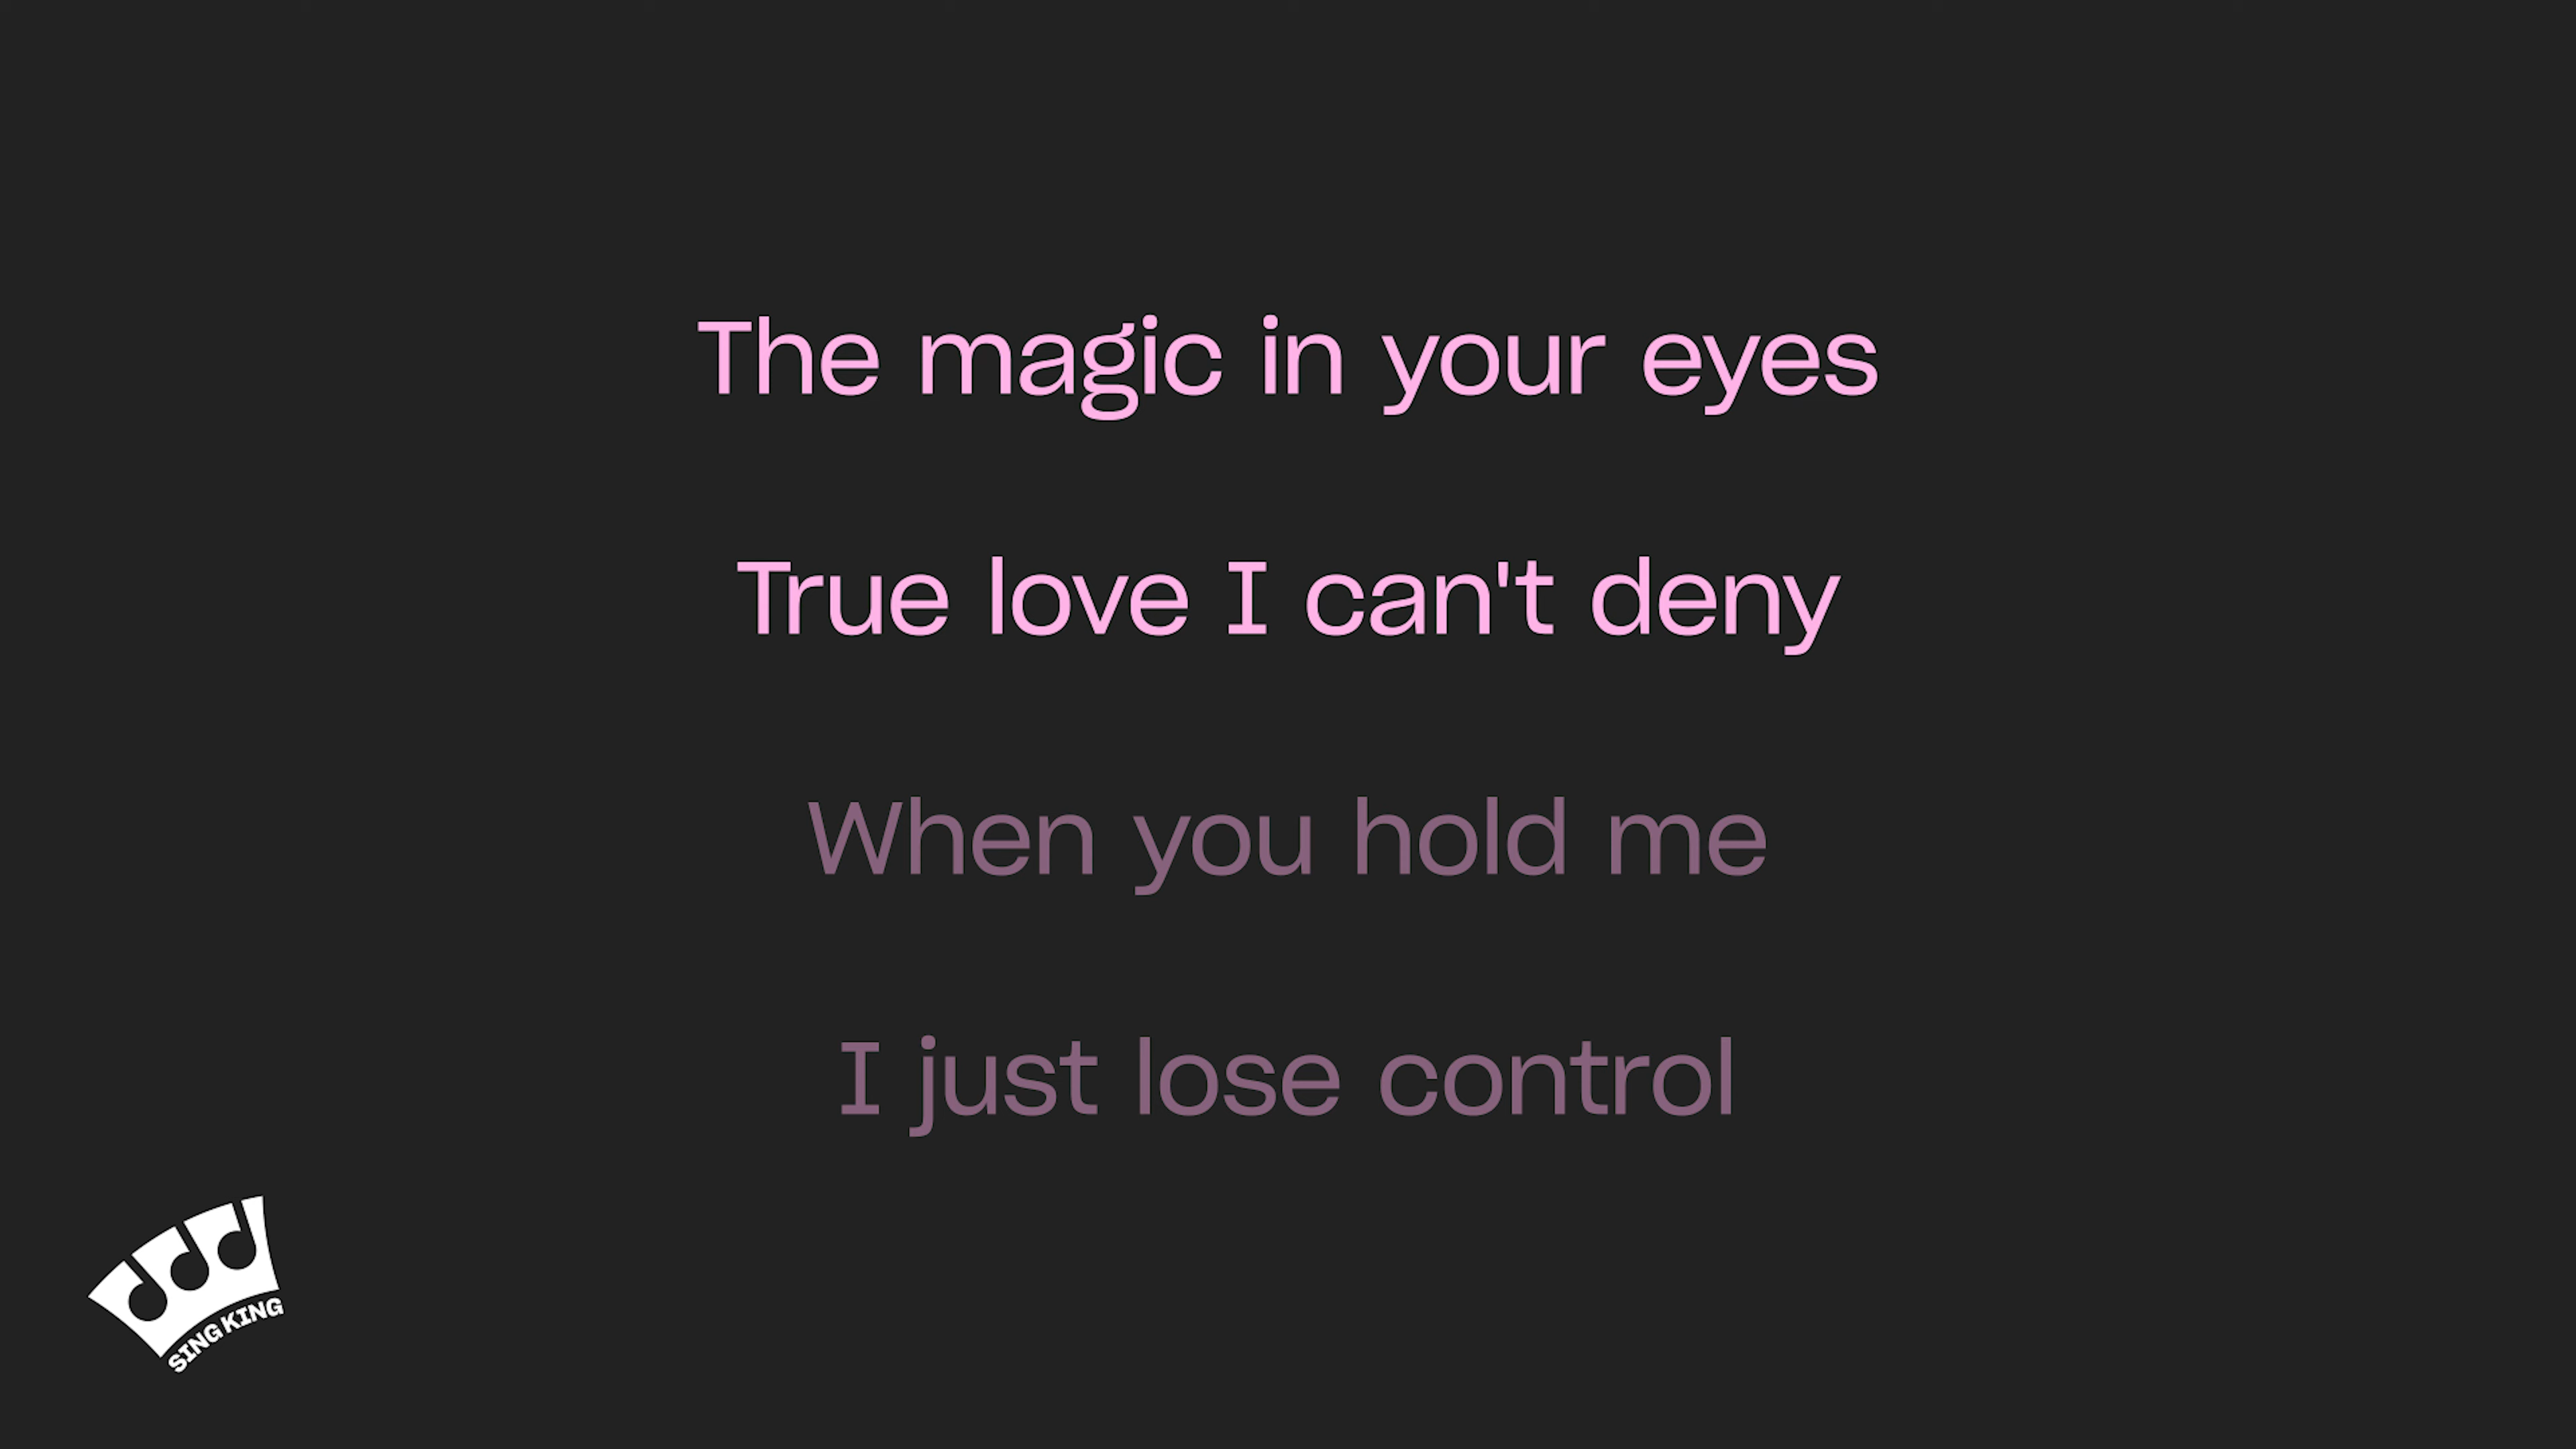 The magic in your eyes
True love I can't deny
When you hold me
I just lose control
SING KING